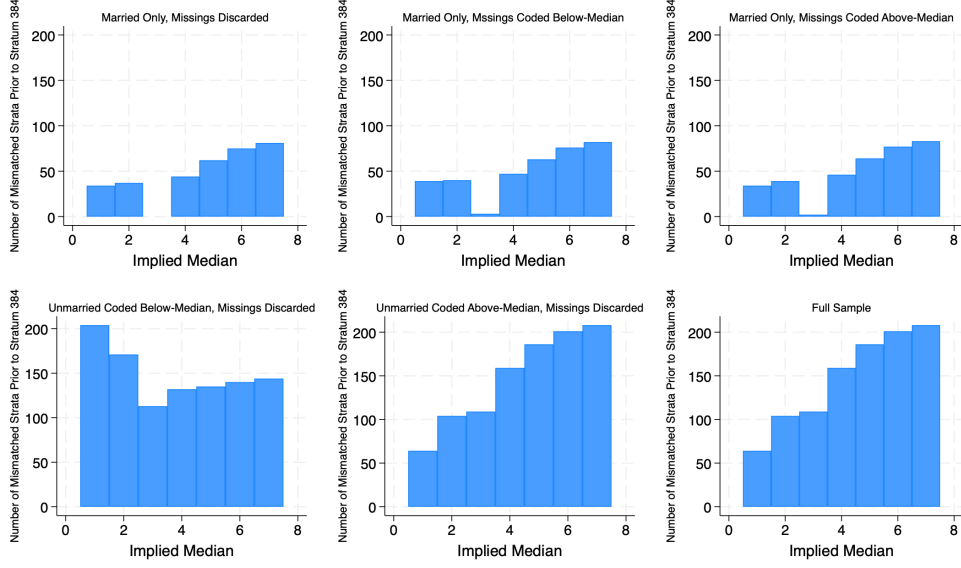 Married Only, Missings Discarded
Number of Mismatched Strata Prior to Stratum 384
200
150
100
50
0
0 2 4 6 8
Implied Median
Married Only, Mssings Coded Below-Median
Number of Mismatched Strata Prior to Stratum 384
200
150
100
50
0
0 2 4 6 8
Implied Median
Married Only, Missings Coded Above-Median
Number of Mismatched Strata Prior to Stratum 384
200
150
100
50
0
0 2 4 6 8
Implied Median
Unmarried Coded Below-Median, Missings Discarded
Number of Mismatched Strata Prior to Stratum 384
200
150
100
50
0
0 2 4 6 8
Implied Median
Unmarried Coded Above-Median, Missings Discarded
Number of Mismatched Strata Prior to Stratum 384
200
150
100
50
0
0 2 4 6 8
Implied Median
Full Sample
Number of Mismatched Strata Prior to Stratum 384
200
150
100
50
0
0 2 4 6 8
Implied Median